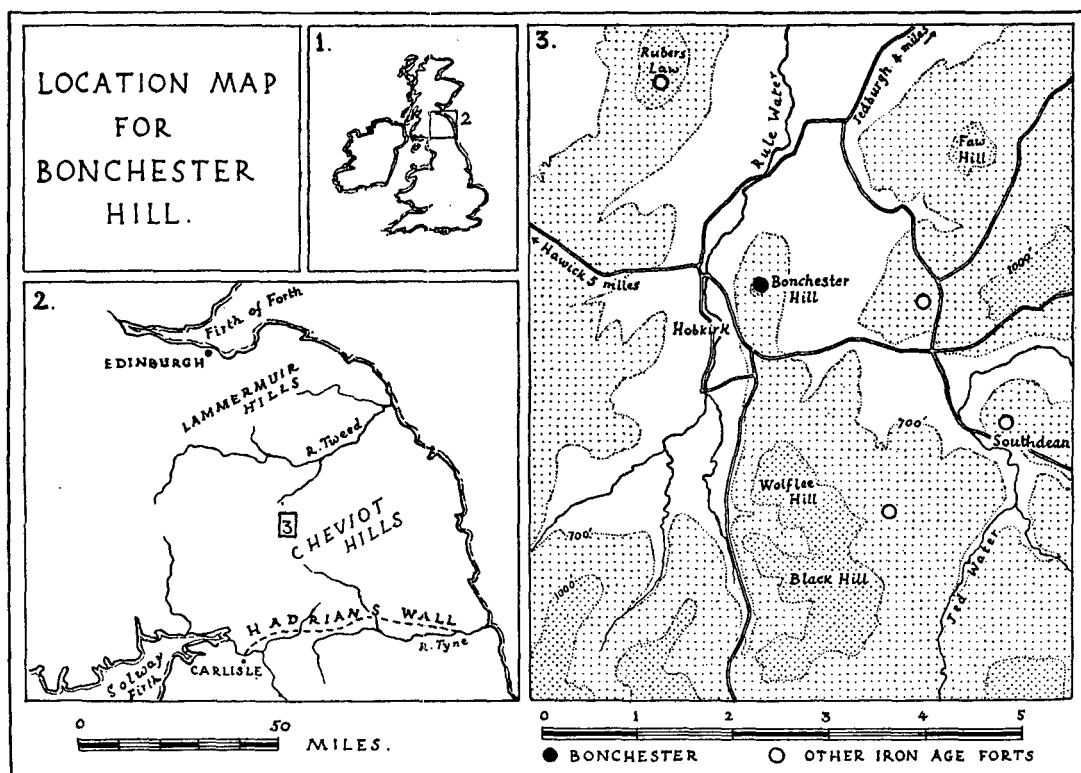 LOCATION MAP
FOR
BONCHESTER
HILL.
1.
2
2.
Firth of Forth
EDINBURGH
LAMMERMUIR
HILLS
R. Tweed
3
CHEVIOT
HILLS
HADRIANS WALL
R. Tyne
Solway
Firth
CARLISLE
0 50
MILES.
3.
Rubers
Law
Rule Water
Jedburgh 4 miles
Faw
Hill
Hawick 5 miles
1000'
Bonchester
Hill
Hobkirk
700'
Southdean
Wolflee
Hill
700'
1000'
Black Hill
Jed Water
0 1 2 3 4 5
BONCHESTER
OTHER IRON AGE FORTS